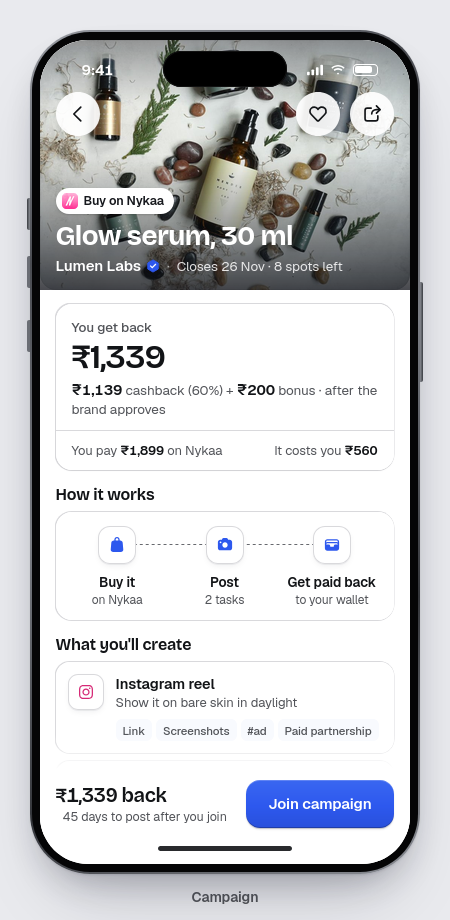 9:41
Buy on Nykaa
Glow serum, 30 ml
Lumen Labs · Closes 26 Nov · 8 spots left
You get back
₹1,339
₹1,139 cashback (60%) + ₹200 bonus · after the
brand approves
You pay ₹1,899 on Nykaa
It costs you ₹560
How it works
Buy it
on Nykaa
Post
2 tasks
Get paid back
to your wallet
What you'll create
Instagram reel
Show it on bare skin in daylight
Link
Screenshots
#ad
Paid partnership
₹1,339 back
45 days to post after you join
Join campaign
Campaign